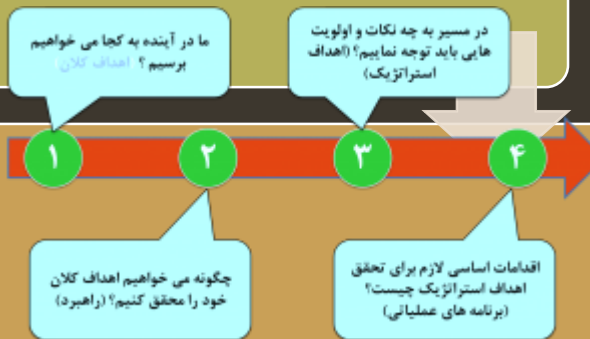 ما در آینده به کجا می خواهیم
برسیم ؟ اهداف کلان
در مسیر به چه نکات و اولویت
هایی باید توجه نماییم؟ (اهداف
استراتژیک)
۱
۲
۳
۴
چگونه می خواهیم اهداف کلان
خود را محقق کنیم؟ (راهبرد)
اقدامات اساسی لازم برای تحقق
اهداف استراتژیک چیست؟
(برنامه های عملیاتی)